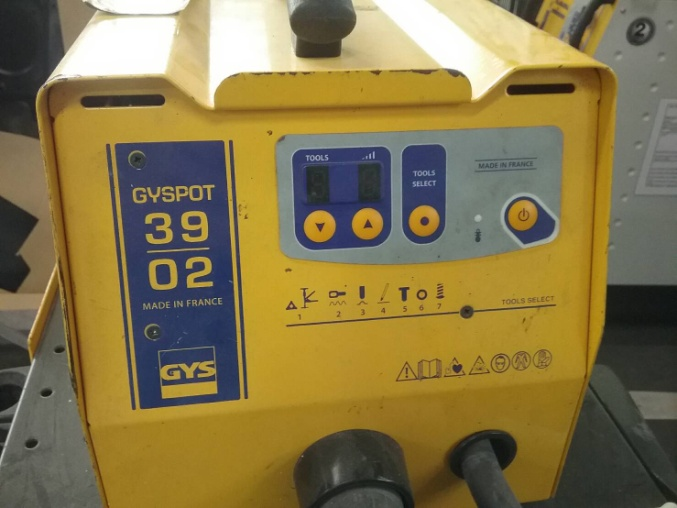 GYSPOT
39
02
MADE IN FRANCE
GYS
TOOLS
TOOLS
SELECT
MADE IN FRANCE
1 2 3 4 5 6 7
TOOLS SELECT
2